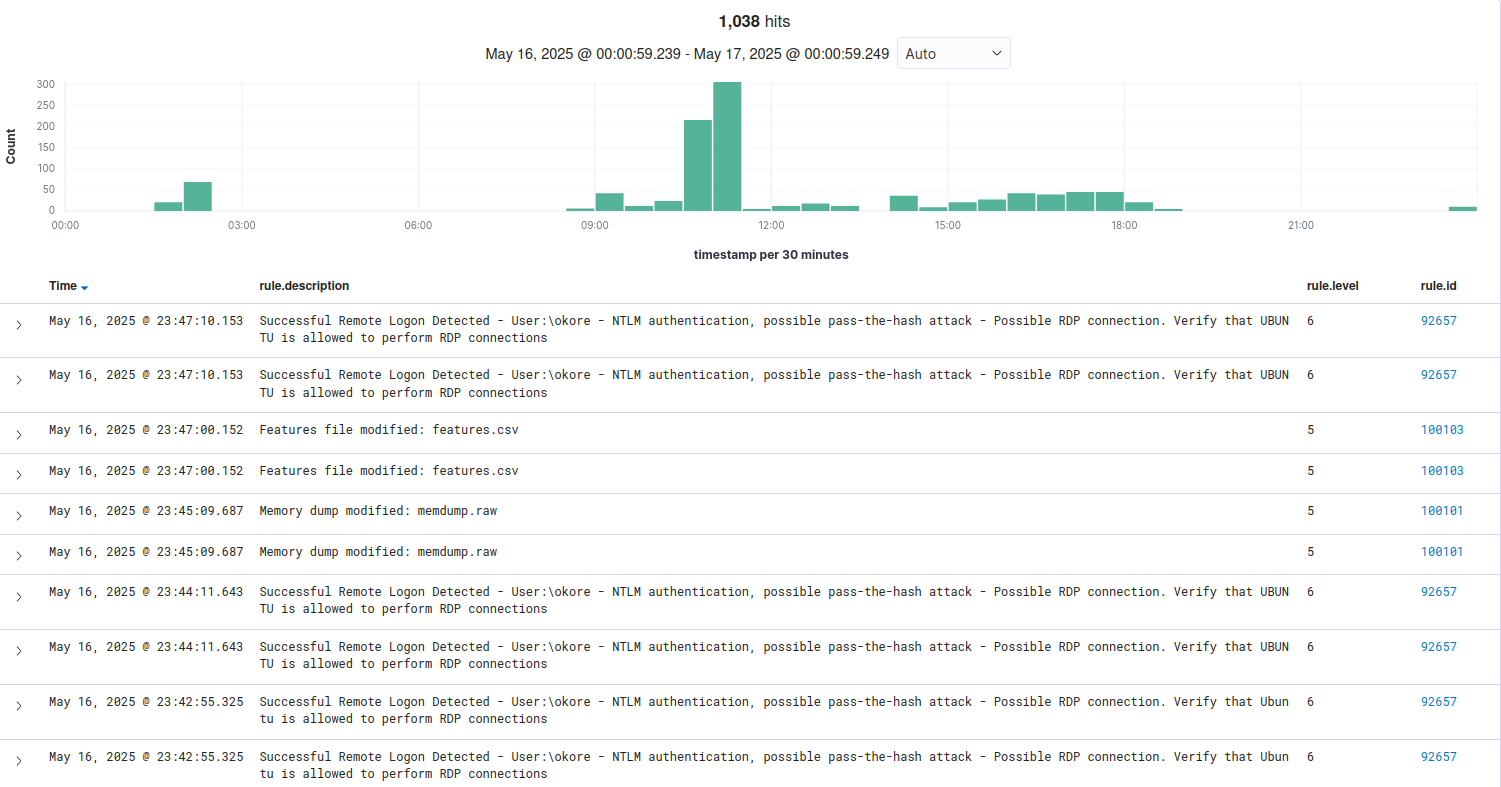 1,038 hits
May 16, 2025 @ 00:00:59.239 - May 17, 2025 @ 00:00:59.249 Auto
Count
300
250
200
150
100
50
0
00:00 03:00 06:00 09:00 12:00 15:00 18:00 21:00
timestamp per 30 minutes
Time rule.description rule.level rule.id
May 16, 2025 @ 23:47:10.153 Successful Remote Logon Detected - User:\okore - NTLM authentication, possible pass-the-hash attack - Possible RDP connection. Verify that UBUN 6 92657
TU is allowed to perform RDP connections
May 16, 2025 @ 23:47:10.153 Successful Remote Logon Detected - User:\okore - NTLM authentication, possible pass-the-hash attack - Possible RDP connection. Verify that UBUN 6 92657
TU is allowed to perform RDP connections
May 16, 2025 @ 23:47:00.152 Features file modified: features.csv 5 100103
May 16, 2025 @ 23:47:00.152 Features file modified: features.csv 5 100103
May 16, 2025 @ 23:45:09.687 Memory dump modified: memdump.raw 5 100101
May 16, 2025 @ 23:45:09.687 Memory dump modified: memdump.raw 5 100101
May 16, 2025 @ 23:44:11.643 Successful Remote Logon Detected - User:\okore - NTLM authentication, possible pass-the-hash attack - Possible RDP connection. Verify that UBUN 6 92657
TU is allowed to perform RDP connections
May 16, 2025 @ 23:44:11.643 Successful Remote Logon Detected - User:\okore - NTLM authentication, possible pass-the-hash attack - Possible RDP connection. Verify that UBUN 6 92657
TU is allowed to perform RDP connections
May 16, 2025 @ 23:42:55.325 Successful Remote Logon Detected - User:\okore - NTLM authentication, possible pass-the-hash attack - Possible RDP connection. Verify that Ubun 6 92657
tu is allowed to perform RDP connections
May 16, 2025 @ 23:42:55.325 Successful Remote Logon Detected - User:\okore - NTLM authentication, possible pass-the-hash attack - Possible RDP connection. Verify that Ubun 6 92657
tu is allowed to perform RDP connections